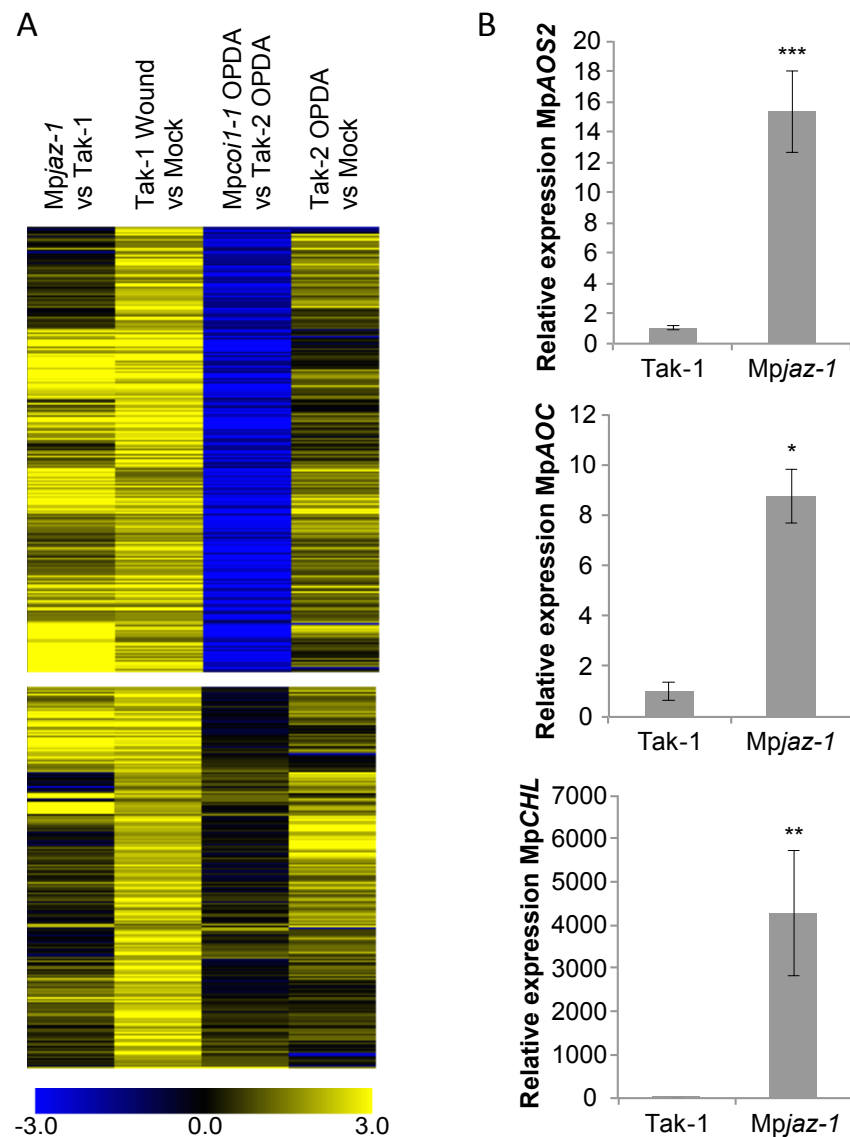 A
Mpjaz-1
vs Tak-1
Tak-1 Wound
vs Mock
Mpcoi1-1 OPDA
vs Tak-2 OPDA
Tak-2 OPDA
vs Mock
-3.0
0.0
3.0
B
Relative expression MpAOS2
20
18
16
14
12
10
8
6
4
2
0
***
Tak-1
Mpjaz-1
Relative expression MpAOC
12
10
8
6
4
2
0
*
Tak-1
Mpjaz-1
Relative expression MpCHL
7000
6000
5000
4000
3000
2000
1000
0
**
Tak-1
Mpjaz-1